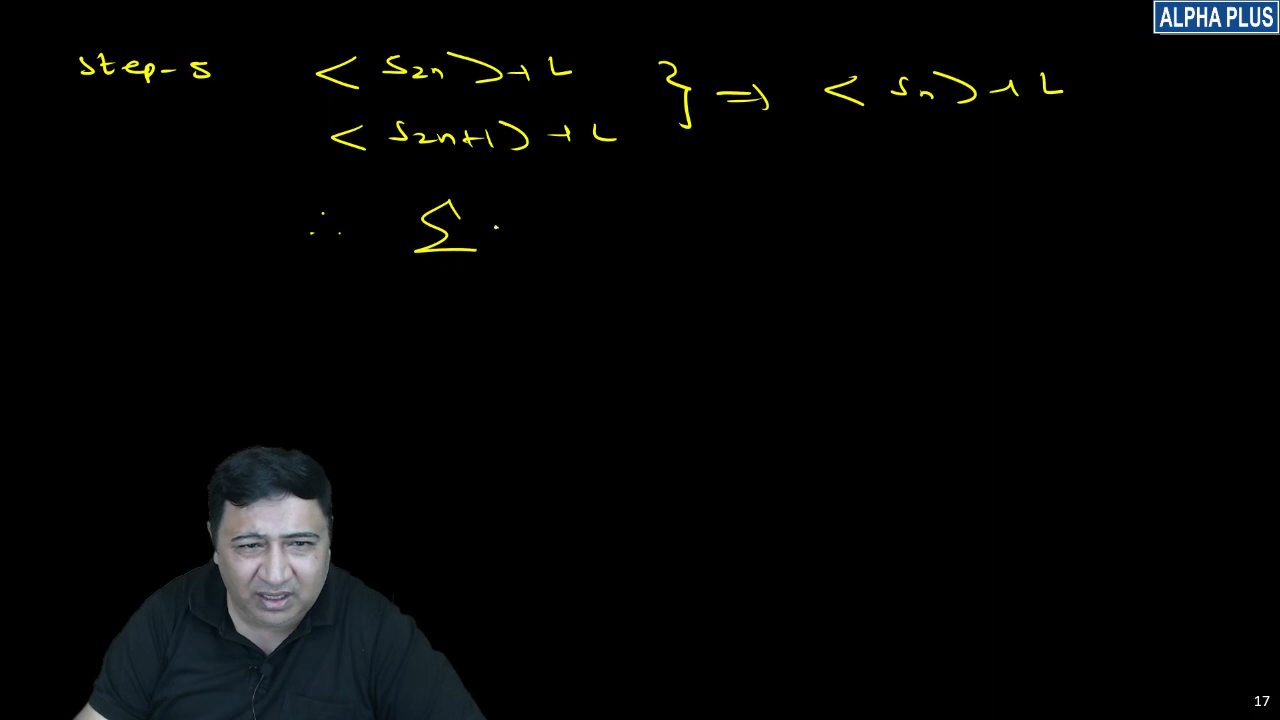 ALPHA PLUS
Step-5 < S2n > → L } ⇒ < Sn > → L
< S2n+1 > → L
∴ Σ
17